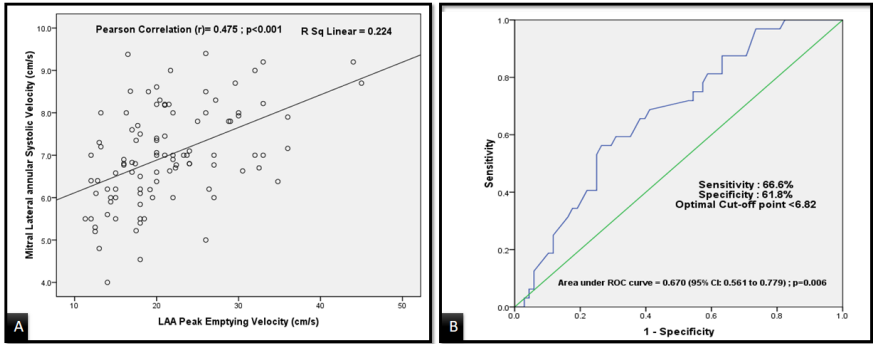 Pearson Correlation (r)= 0.475 ; p<0.001
R Sq Linear = 0.224
Mitral Lateral annular Systolic Velocity (cm/s)
10.0
9.0
8.0
7.0
6.0
5.0
4.0
10
20
30
40
50
LAA Peak Emptying Velocity (cm/s)
A
Sensitivity
1.0
0.8
0.6
0.4
0.2
0.0
Sensitivity : 66.6%
Specificity : 61.8%
Optimal Cut-off point <6.82
Area under ROC curve = 0.670 (95% CI: 0.561 to 0.779) ; p=0.006
0.0
0.2
0.4
0.6
0.8
1.0
1 - Specificity
B